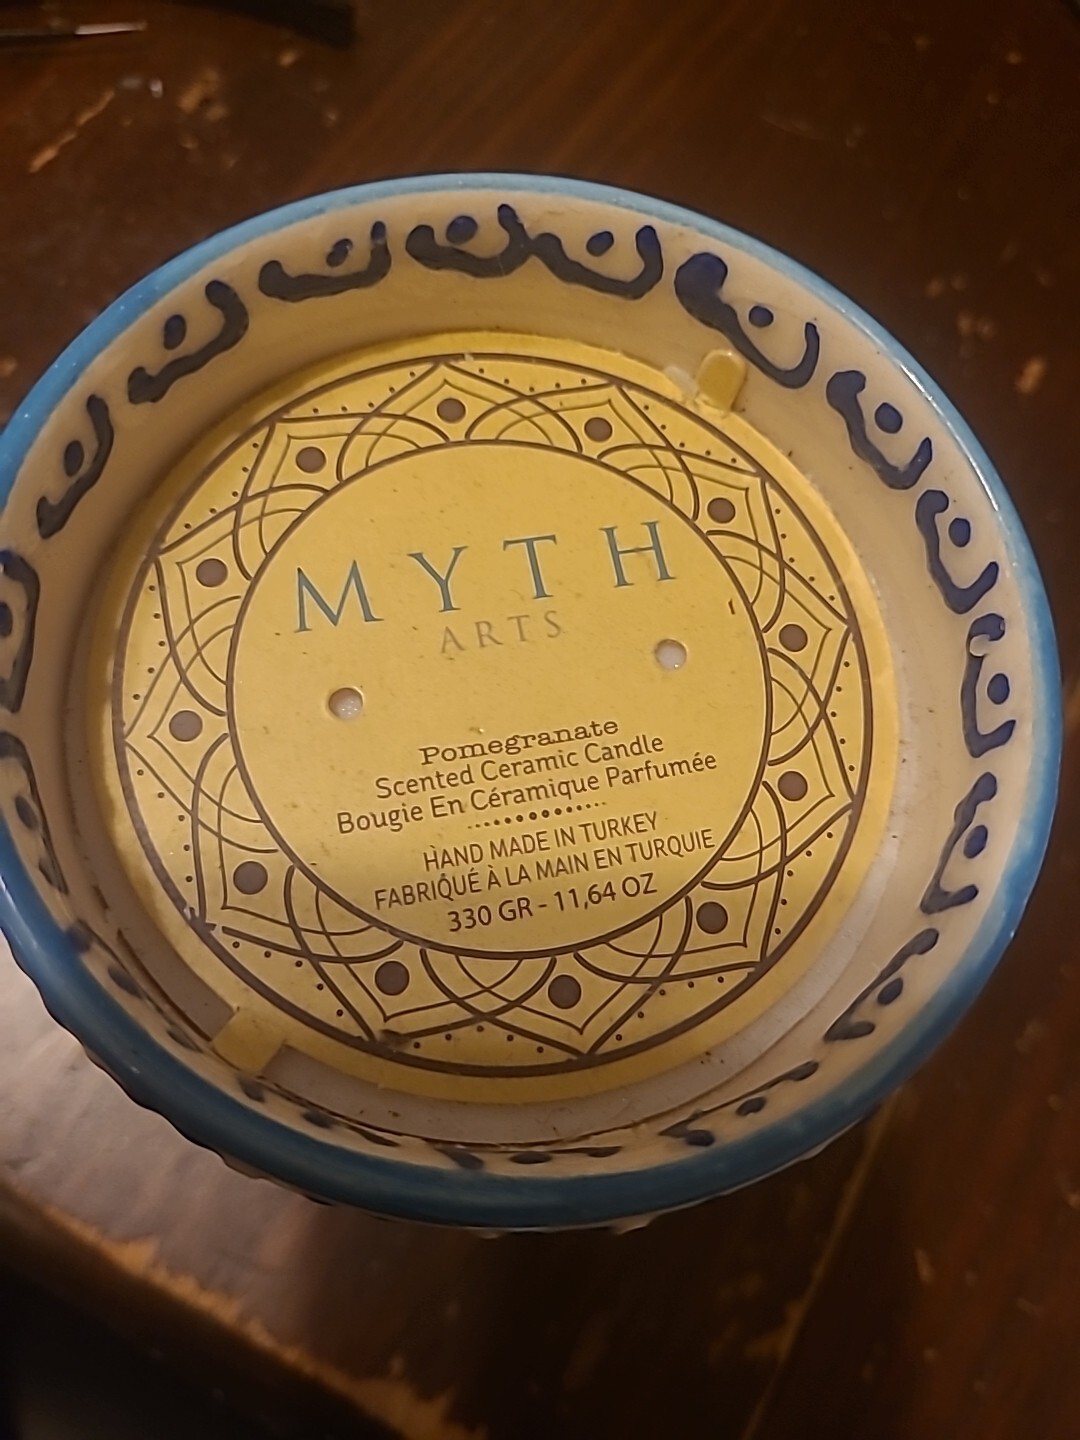 MYTH
ARTS
Pomegranate
Scented Ceramic Candle
Bougie En Céramique Parfumée
HAND MADE IN TURKEY
FABRIQUÉ À LA MAIN EN TURQUIE
330 GR - 11,64 OZ